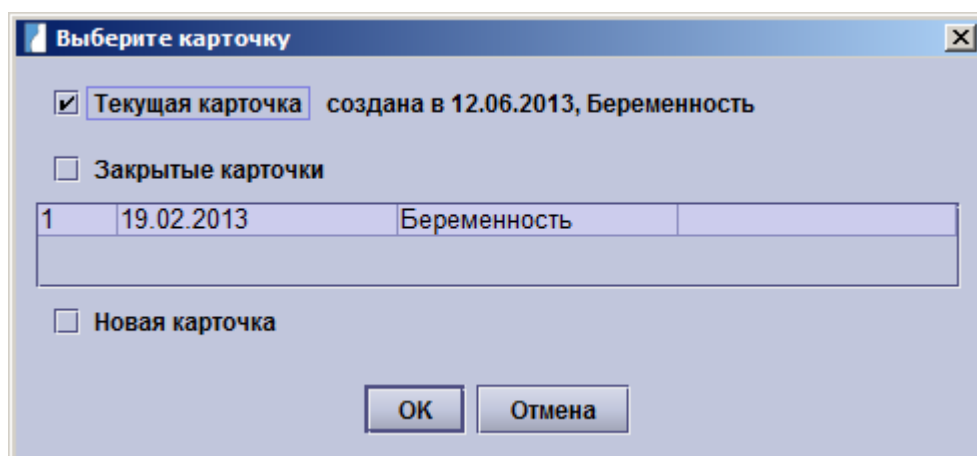 Выберите карточку
Текущая карточка создана в 12.06.2013, Беременность
Закрытые карточки
1 19.02.2013 Беременность
Новая карточка
OK Отмена